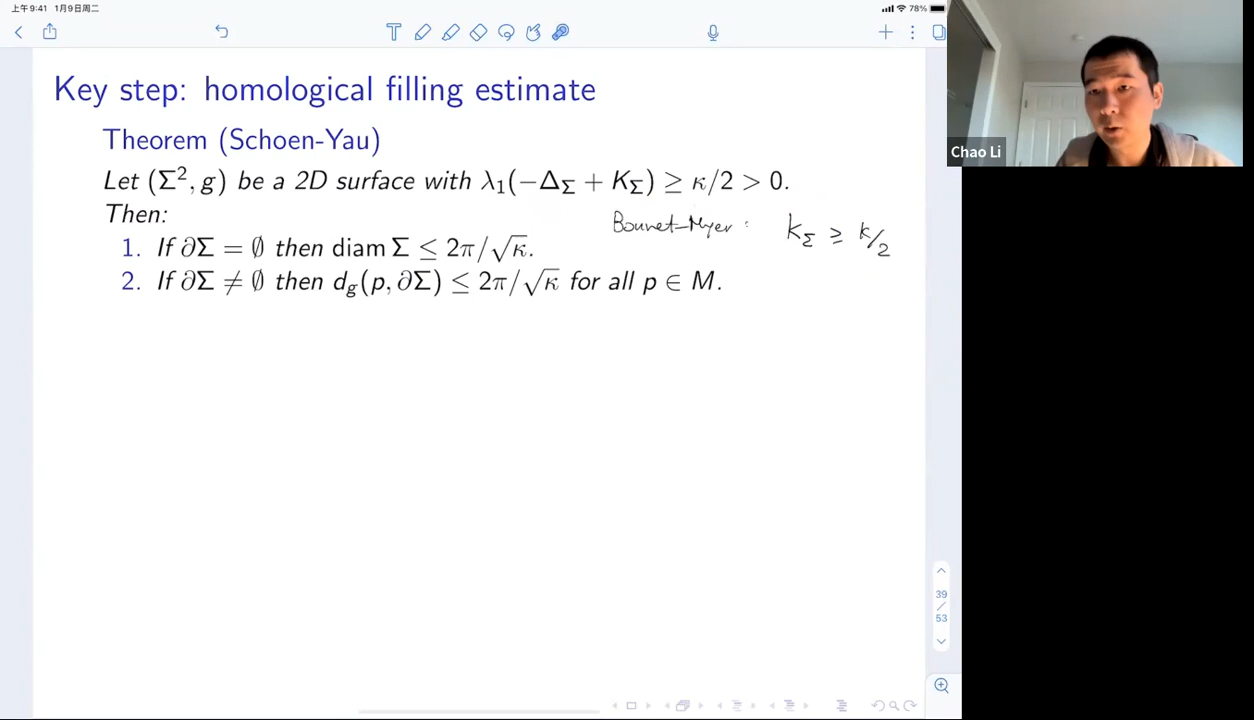 上午9:41 1月9日周二
78%
Key step: homological filling estimate
Theorem (Schoen-Yau)
Let (Σ², g) be a 2D surface with λ₁(−Δ_Σ + K_Σ) ≥ κ/2 > 0.
Then:
Bonnet-Myer : K_Σ ≥ κ/2
1. If ∂Σ = ∅ then diam Σ ≤ 2π/√κ.
2. If ∂Σ ≠ ∅ then d_g(p, ∂Σ) ≤ 2π/√κ for all p ∈ M.
Chao Li
39
/
53